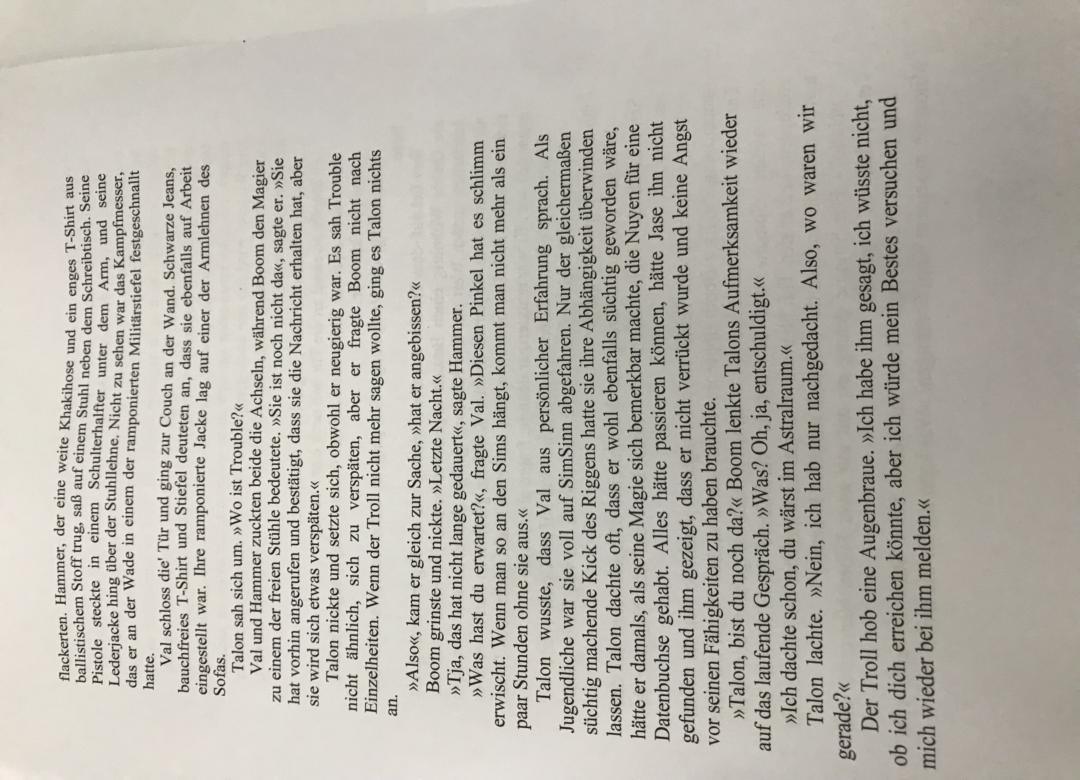 flackerten. Hammer, der eine weite Khakihose und ein enges T-Shirt aus
ballistischem Stoff trug, saß auf einem Stuhl neben dem Schreibtisch. Seine
Pistole steckte in einem Schulterhalfter unter dem Arm, und seine
Lederjacke hing über der Stuhllehne. Nicht zu sehen war das Kampfmesser,
das er an der Wade in einem der ramponierten Militärstiefel festgeschnallt
hatte.
Val schloss die' Tür und ging zur Couch an der Wand. Schwarze Jeans,
bauchfreies T-Shirt und Stiefel deuteten an, dass sie ebenfalls auf Arbeit
eingestellt war. Ihre ramponierte Jacke lag auf einer der Armlehnen des
Sofas.
Talon sah sich um. »Wo ist Trouble?«
Val und Hammer zuckten beide die Achseln, während Boom den Magier
zu einem der freien Stühle bedeutete. »Sie ist noch nicht da«, sagte er. »Sie
hat vorhin angerufen und bestätigt, dass sie die Nachricht erhalten hat, aber
sie wird sich etwas verspäten.«
Talon nickte und setzte sich, obwohl er neugierig war. Es sah Trouble
nicht ähnlich, sich zu verspäten, aber er fragte Boom nicht nach
Einzelheiten. Wenn der Troll nicht mehr sagen wollte, ging es Talon nichts
an.
»Also«, kam er gleich zur Sache, »hat er angebissen?«
Boom grinste und nickte. »Letzte Nacht.«
»Tja, das hat nicht lange gedauert«, sagte Hammer.
»Was hast du erwartet?«, fragte Val. »Diesen Pinkel hat es schlimm
erwischt. Wenn man so an den Sims hängt, kommt man nicht mehr als ein
paar Stunden ohne sie aus.«
Talon wusste, dass Val aus persönlicher Erfahrung sprach. Als
Jugendliche war sie voll auf SimSinn abgefahren. Nur der gleichermaßen
süchtig machende Kick des Riggens hatte sie ihre Abhängigkeit überwinden
lassen. Talon dachte oft, dass er wohl ebenfalls süchtig geworden wäre,
hätte er damals, als seine Magie sich bemerkbar machte, die Nuyen für eine
Datenbuchse gehabt. Alles hätte passieren können, hätte Jase ihn nicht
gefunden und ihm gezeigt, dass er nicht verrückt wurde und keine Angst
vor seinen Fähigkeiten zu haben brauchte.
»Talon, bist du noch da?« Boom lenkte Talons Aufmerksamkeit wieder
auf das laufende Gespräch. »Was? Oh, ja, entschuldigt.«
»Ich dachte schon, du wärst im Astralraum.«
Talon lachte. »Nein, ich hab nur nachgedacht. Also, wo waren wir
gerade?«
Der Troll hob eine Augenbraue. »Ich habe ihm gesagt, ich wüsste nicht,
ob ich dich erreichen könnte, aber ich würde mein Bestes versuchen und
mich wieder bei ihm melden.«